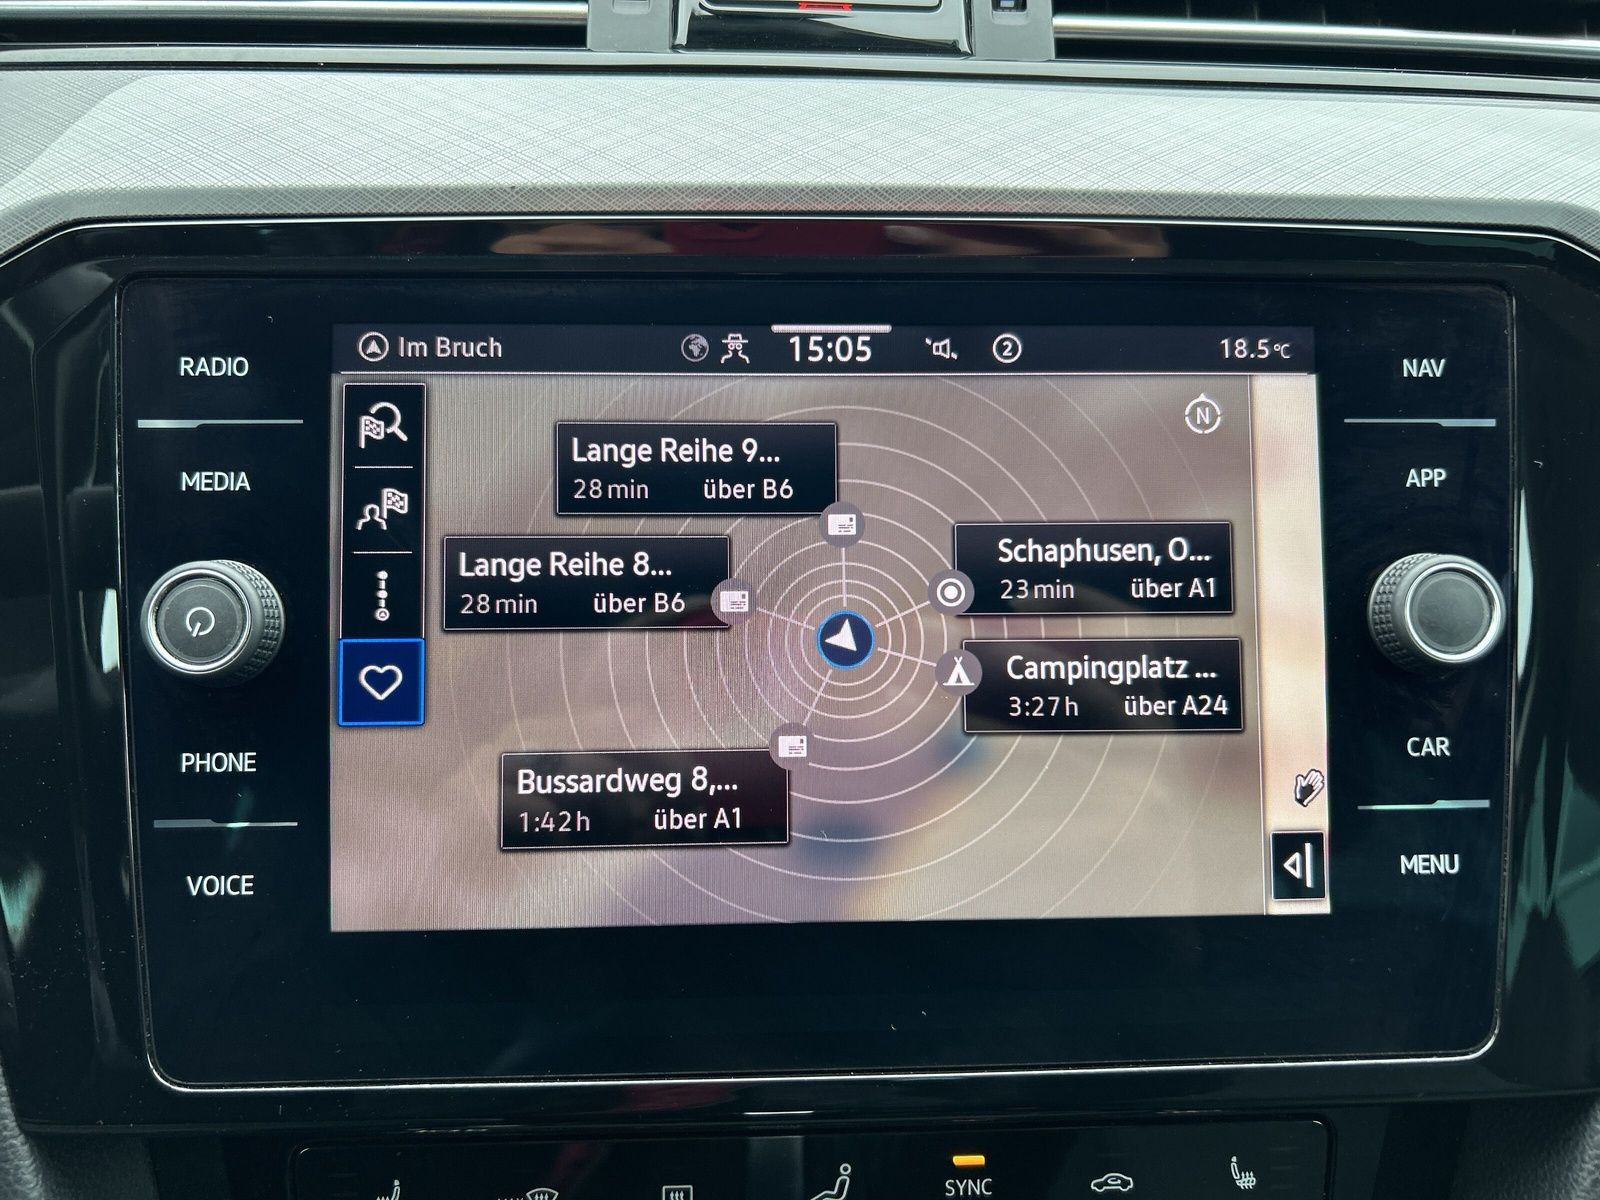 RADIO
MEDIA
PHONE
VOICE
Im Bruch
15:05
2
18.5°C
N
Lange Reihe 9...
28 min über B6
Lange Reihe 8...
28 min über B6
Schaphusen, O...
23 min über A1
Campingplatz ...
3:27 h über A24
Bussardweg 8,...
1:42 h über A1
NAV
APP
CAR
MENU
SYNC